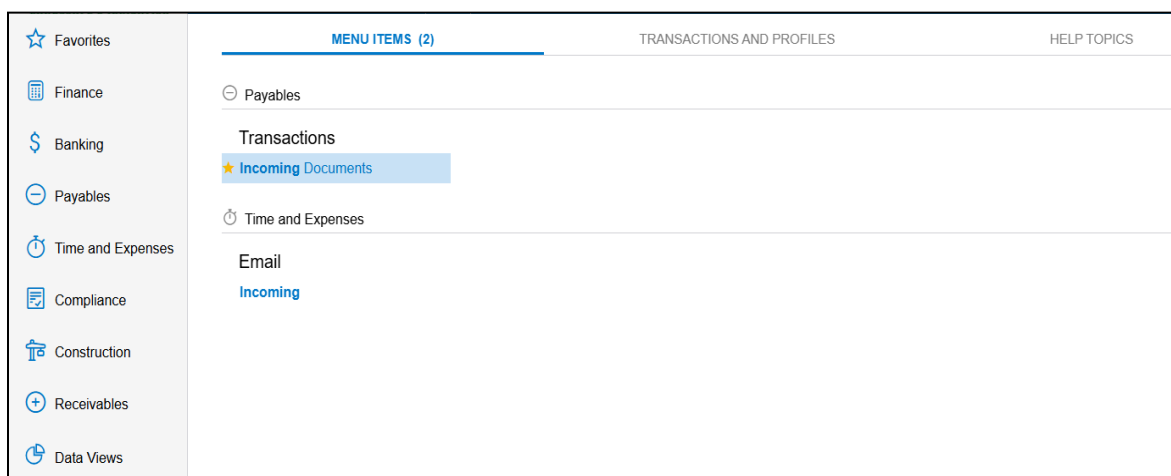 Favorites
Finance
Banking
Payables
Time and Expenses
Compliance
Construction
Receivables
Data Views
MENU ITEMS (2)
TRANSACTIONS AND PROFILES
HELP TOPICS
Payables
Transactions
Incoming Documents
Time and Expenses
Email
Incoming